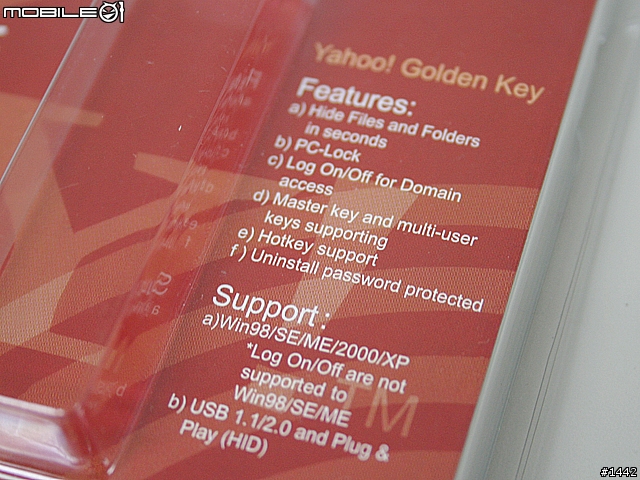 MOBILE01
Yahoo! Golden Key
Features:
a) Hide Files and Folders
in seconds
b) PC-Lock
c) Log On/Off for Domain
access
d) Master key and multi-user
keys supporting
e) Hotkey support
f ) Uninstall password protected
Support:
a)Win98/SE/ME/2000/XP
*Log On/Off are not
supported to
Win98/SE/ME
b) USB 1.1/2.0 and Plug &
Play (HID)
TM
#1442